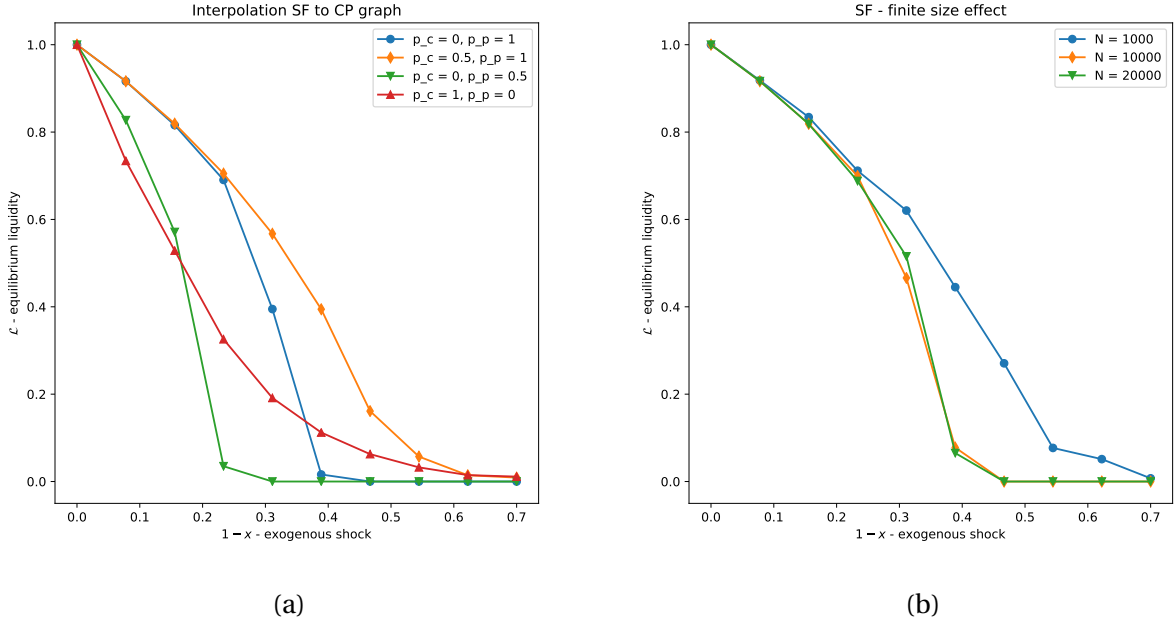 Interpolation SF to CP graph
p_c = 0, p_p = 1
p_c = 0.5, p_p = 1
p_c = 0, p_p = 0.5
p_c = 1, p_p = 0
1.0
0.8
0.6
0.4
0.2
0.0
ℒ - equilibrium liquidity
0.0 0.1 0.2 0.3 0.4 0.5 0.6 0.7
1 − x - exogenous shock
(a)
SF - finite size effect
N = 1000
N = 10000
N = 20000
1.0
0.8
0.6
0.4
0.2
0.0
ℒ - equilibrium liquidity
0.0 0.1 0.2 0.3 0.4 0.5 0.6 0.7
1 − x - exogenous shock
(b)